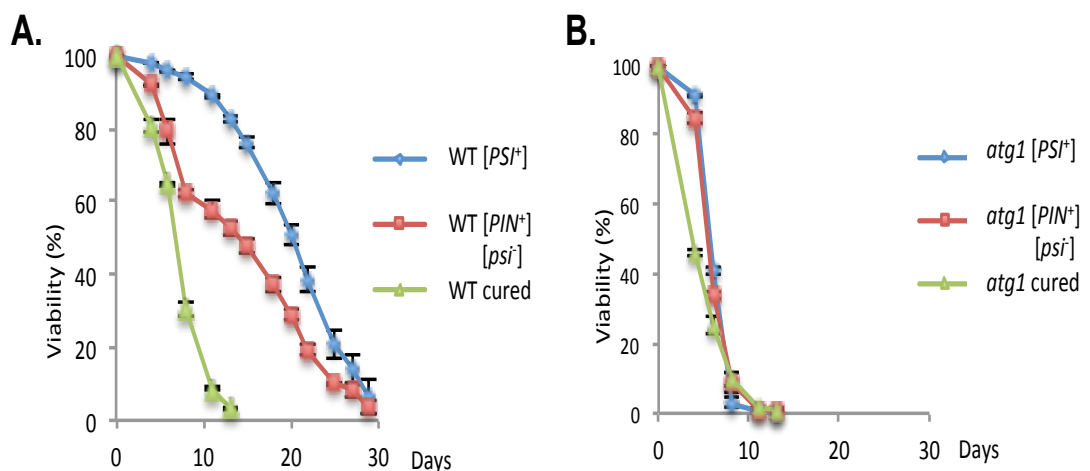 A.
Viability (%)
100
80
60
40
20
0
0 10 20 30 Days
WT [PSI⁺]
WT [PIN⁺]
[psi⁻]
WT cured
B.
Viability (%)
100
80
60
40
20
0
0 10 20 30 Days
atg1 [PSI⁺]
atg1 [PIN⁺]
[psi⁻]
atg1 cured